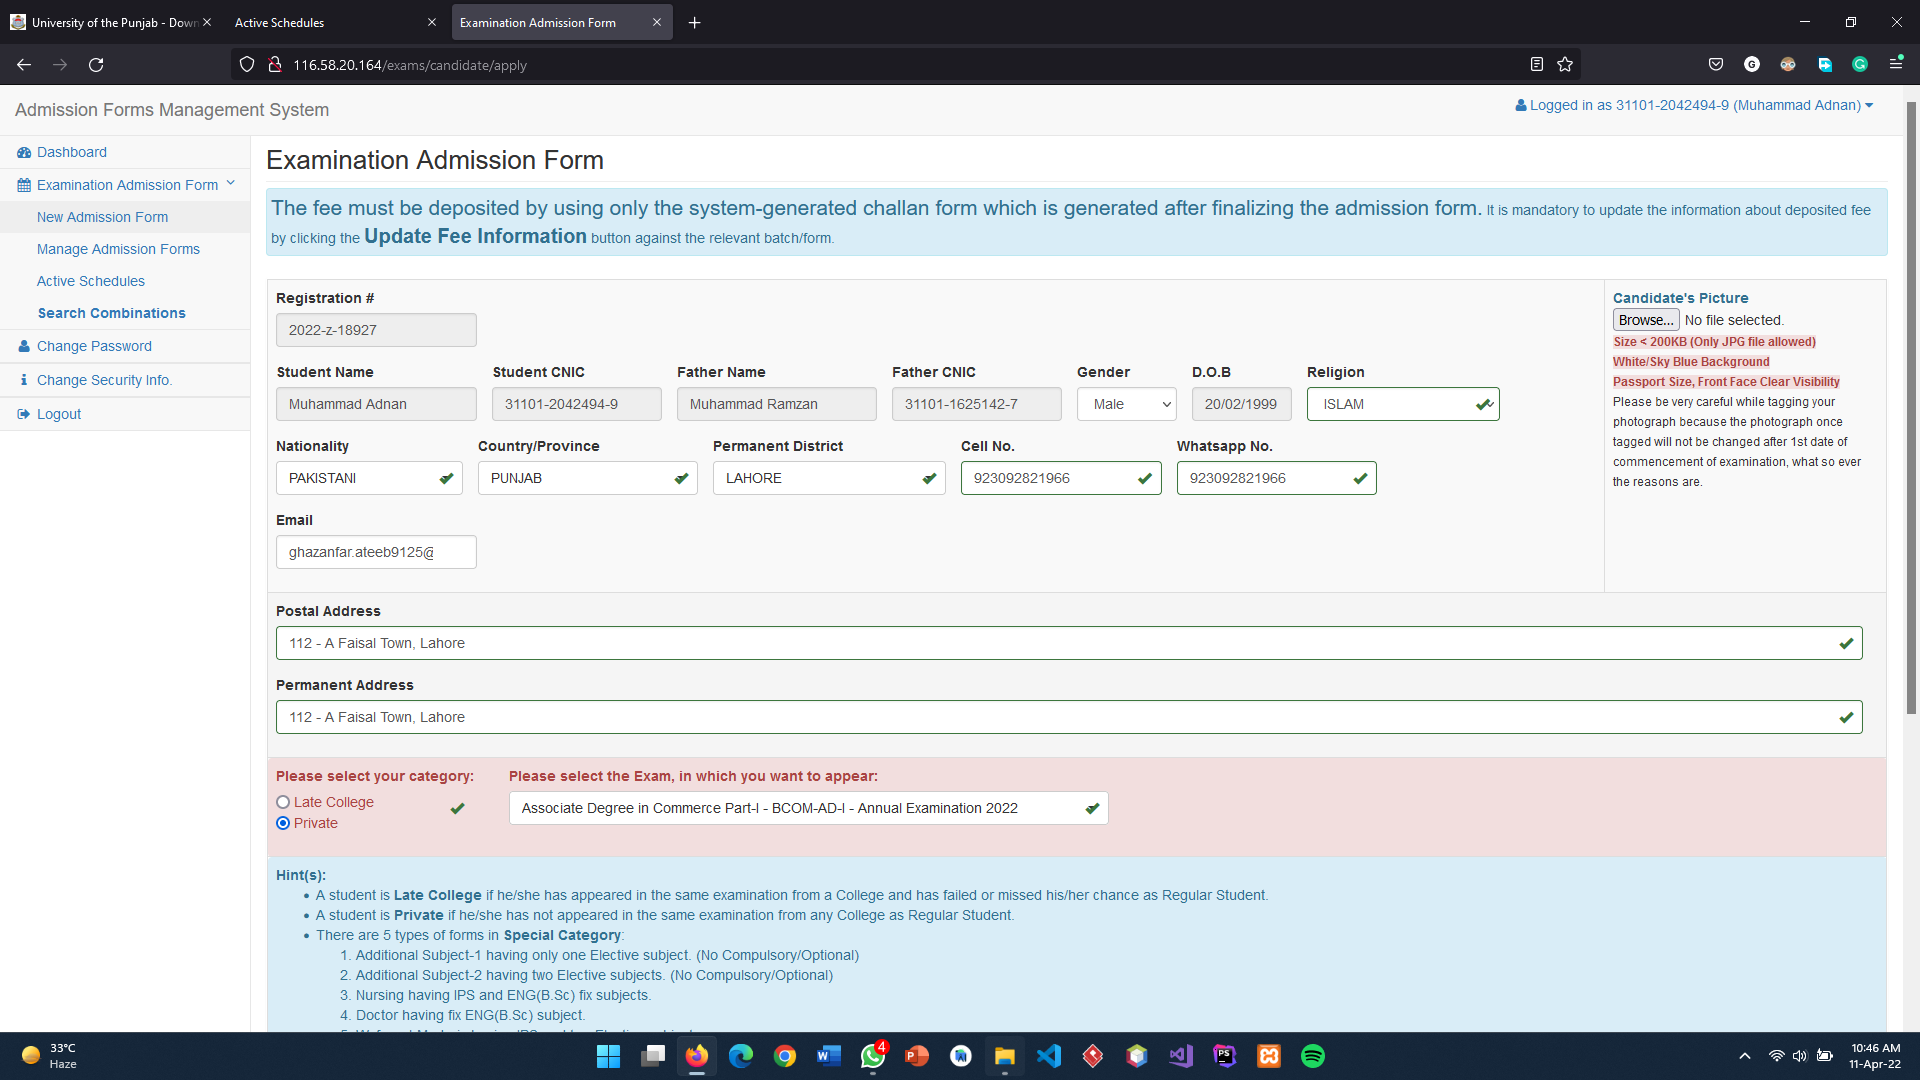 University of the Punjab - Down
Active Schedules
Examination Admission Form
116.58.20.164/exams/candidate/apply
Admission Forms Management System
Logged in as 31101-2042494-9 (Muhammad Adnan)
Dashboard
Examination Admission Form
New Admission Form
Manage Admission Forms
Active Schedules
Search Combinations
Change Password
Change Security Info.
Logout
Examination Admission Form
The fee must be deposited by using only the system-generated challan form which is generated after finalizing the admission form. It is mandatory to update the information about deposited fee
by clicking the Update Fee Information button against the relevant batch/form.
Registration #
2022-z-18927
Student Name Student CNIC Father Name Father CNIC Gender D.O.B Religion
Muhammad Adnan 31101-2042494-9 Muhammad Ramzan 31101-1625142-7 Male 20/02/1999 ISLAM
Nationality Country/Province Permanent District Cell No. Whatsapp No.
PAKISTANI PUNJAB LAHORE 923092821966 923092821966
Email
ghazanfar.ateeb9125@
Candidate's Picture
Browse... No file selected.
Size < 200KB (Only JPG file allowed)
White/Sky Blue Background
Passport Size, Front Face Clear Visibility
Please be very careful while tagging your
photograph because the photograph once
tagged will not be changed after 1st date of
commencement of examination, what so ever
the reasons are.
Postal Address
112 - A Faisal Town, Lahore
Permanent Address
112 - A Faisal Town, Lahore
Please select your category: Please select the Exam, in which you want to appear:
Late College
Private
Associate Degree in Commerce Part-I - BCOM-AD-I - Annual Examination 2022
Hint(s):
• A student is Late College if he/she has appeared in the same examination from a College and has failed or missed his/her chance as Regular Student.
• A student is Private if he/she has not appeared in the same examination from any College as Regular Student.
• There are 5 types of forms in Special Category:
1. Additional Subject-1 having only one Elective subject. (No Compulsory/Optional)
2. Additional Subject-2 having two Elective subjects. (No Compulsory/Optional)
3. Nursing having IPS and ENG(B.Sc) fix subjects.
4. Doctor having fix ENG(B.Sc) subject.
33°C
Haze
4
10:46 AM
11-Apr-22